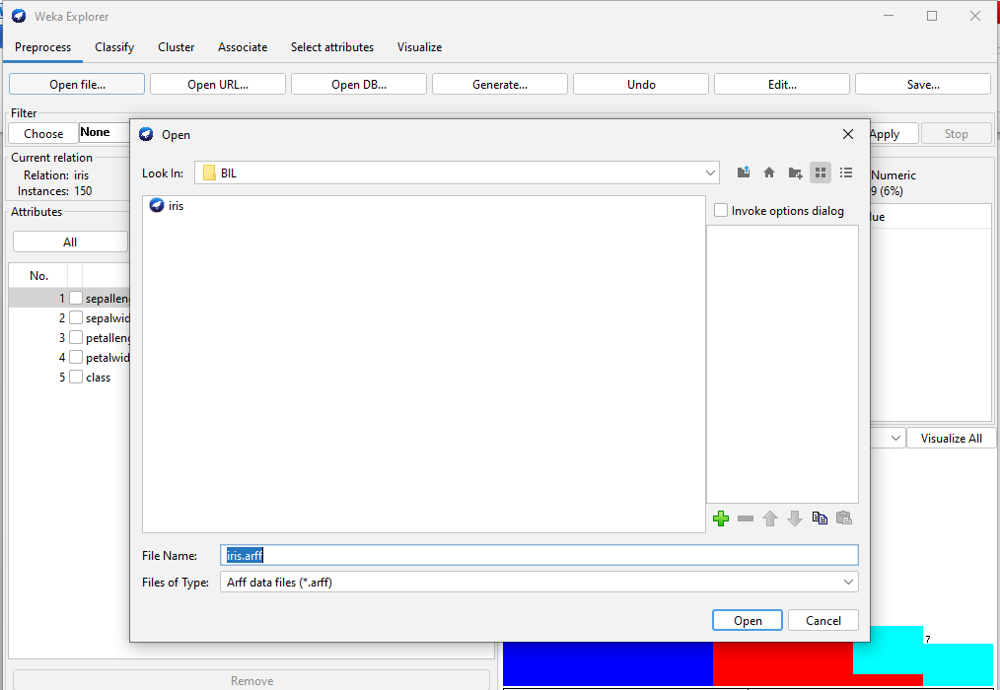 Weka Explorer
Preprocess Classify Cluster Associate Select attributes Visualize
Open file... Open URL... Open DB... Generate... Undo Edit... Save...
Filter
Choose None Apply Stop
Current relation
Relation: iris
Instances: 150
Attributes
All
No.
1 sepalleng
2 sepalwid
3 petalleng
4 petalwid
5 class
Remove
Open
Look In: BIL
iris
Invoke options dialog
File Name: iris.arff
Files of Type: Arff data files (*.arff)
Open Cancel
Numeric
9 (6%)
lue
Visualize All
7